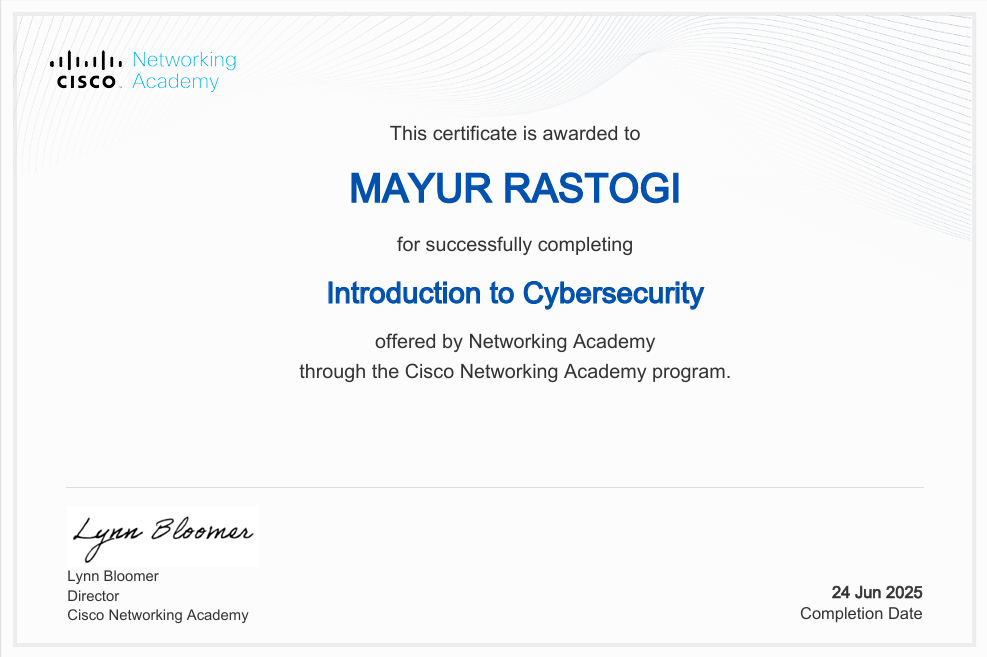 Networking
CISCO Academy
This certificate is awarded to
MAYUR RASTOGI
for successfully completing
Introduction to Cybersecurity
offered by Networking Academy
through the Cisco Networking Academy program.
Lynn Bloomer
Lynn Bloomer
Director
Cisco Networking Academy
24 Jun 2025
Completion Date